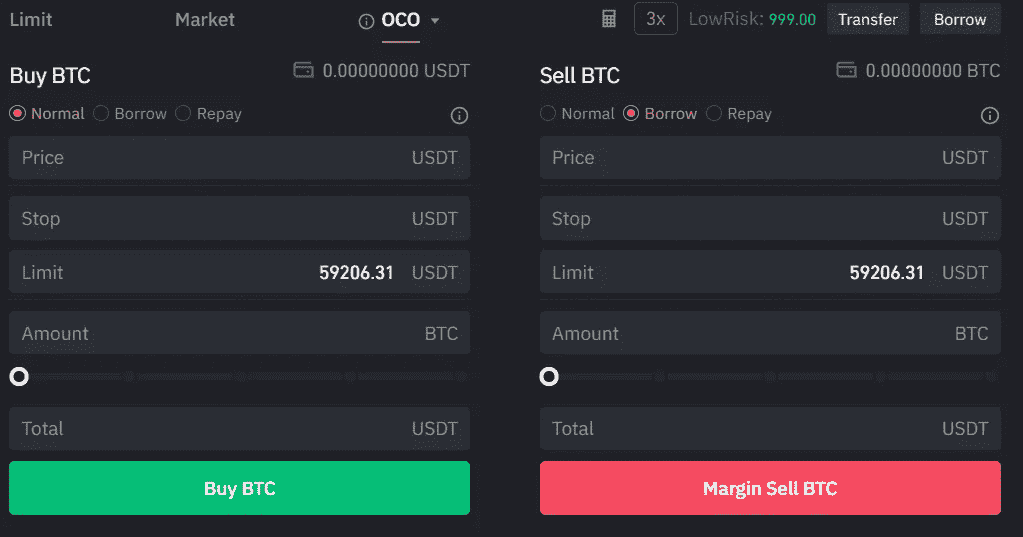 Limit Market OCO 3x LowRisk: 999.00 Transfer Borrow
Buy BTC 0.00000000 USDT
Normal Borrow Repay
Price USDT
Stop USDT
Limit 59206.31 USDT
Amount BTC
Total USDT
Buy BTC
Sell BTC 0.00000000 BTC
Normal Borrow Repay
Price USDT
Stop USDT
Limit 59206.31 USDT
Amount BTC
Total USDT
Margin Sell BTC